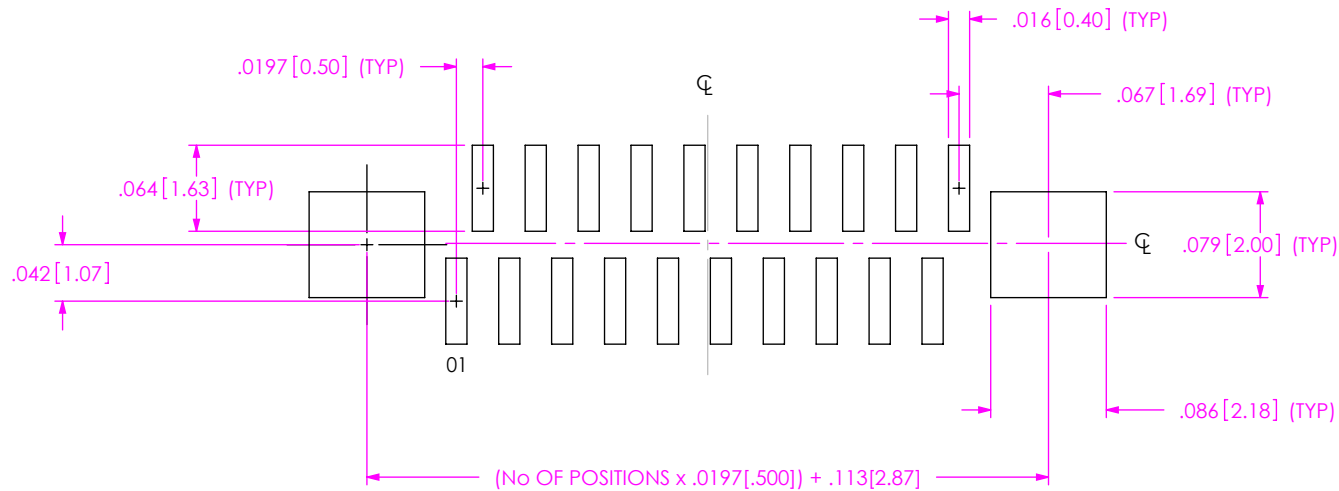 .016[0.40] (TYP)
.0197[0.50] (TYP)
℄
.067[1.69] (TYP)
.064[1.63] (TYP)
.079[2.00] (TYP)
℄
.042[1.07]
01
.086[2.18] (TYP)
(No OF POSITIONS x .0197[.500]) + .113[2.87]